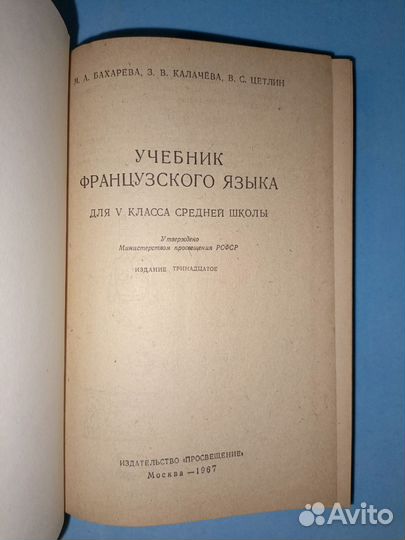 М. А. БАХАРЕВА, З. В. КАЛАЧЁВА, В. С. ЦЕТЛИН
УЧЕБНИК
ФРАНЦУЗСКОГО ЯЗЫКА
ДЛЯ V КЛАССА СРЕДНЕЙ ШКОЛЫ
Утверждено
Министерством просвещения РСФСР
ИЗДАНИЕ ТРИНАДЦАТОЕ
ИЗДАТЕЛЬСТВО «ПРОСВЕЩЕНИЕ»
Москва — 1967
Avito